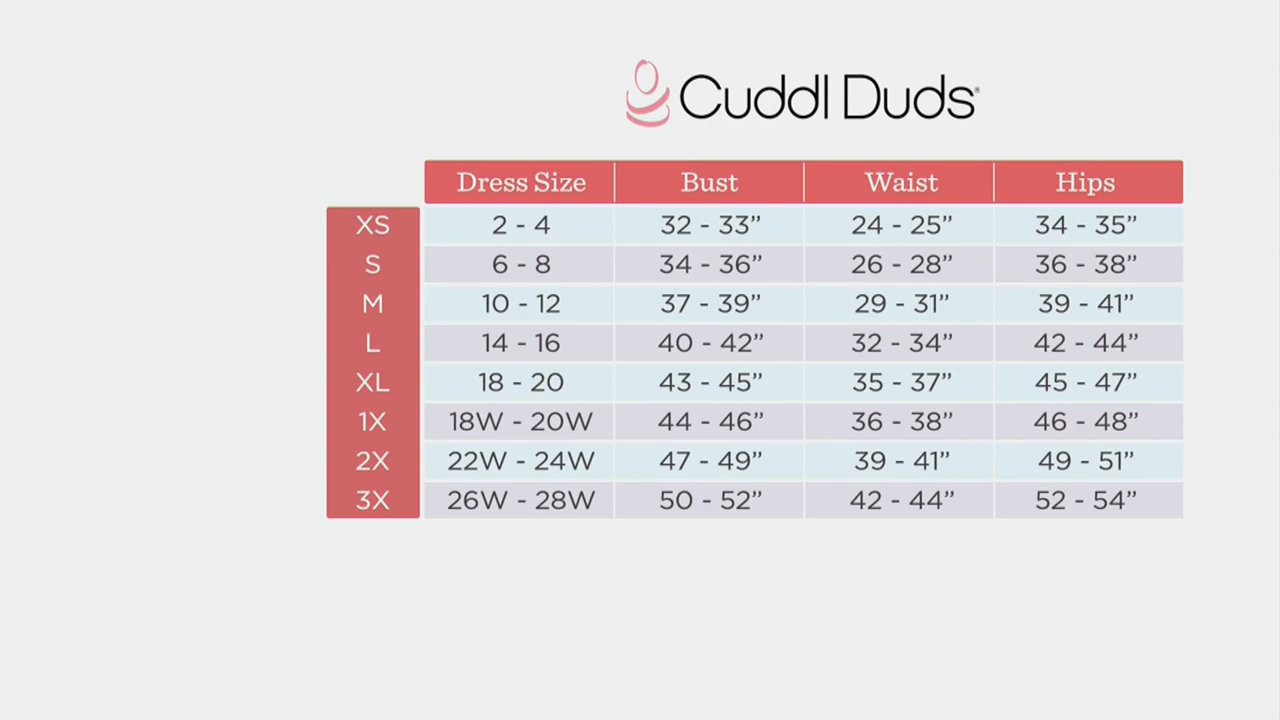 Cuddl Duds®
Dress Size Bust Waist Hips
XS 2 - 4 32 - 33” 24 - 25” 34 - 35”
S 6 - 8 34 - 36” 26 - 28” 36 - 38”
M 10 - 12 37 - 39” 29 - 31” 39 - 41”
L 14 - 16 40 - 42” 32 - 34” 42 - 44”
XL 18 - 20 43 - 45” 35 - 37” 45 - 47”
1X 18W - 20W 44 - 46” 36 - 38” 46 - 48”
2X 22W - 24W 47 - 49” 39 - 41” 49 - 51”
3X 26W - 28W 50 - 52” 42 - 44” 52 - 54”